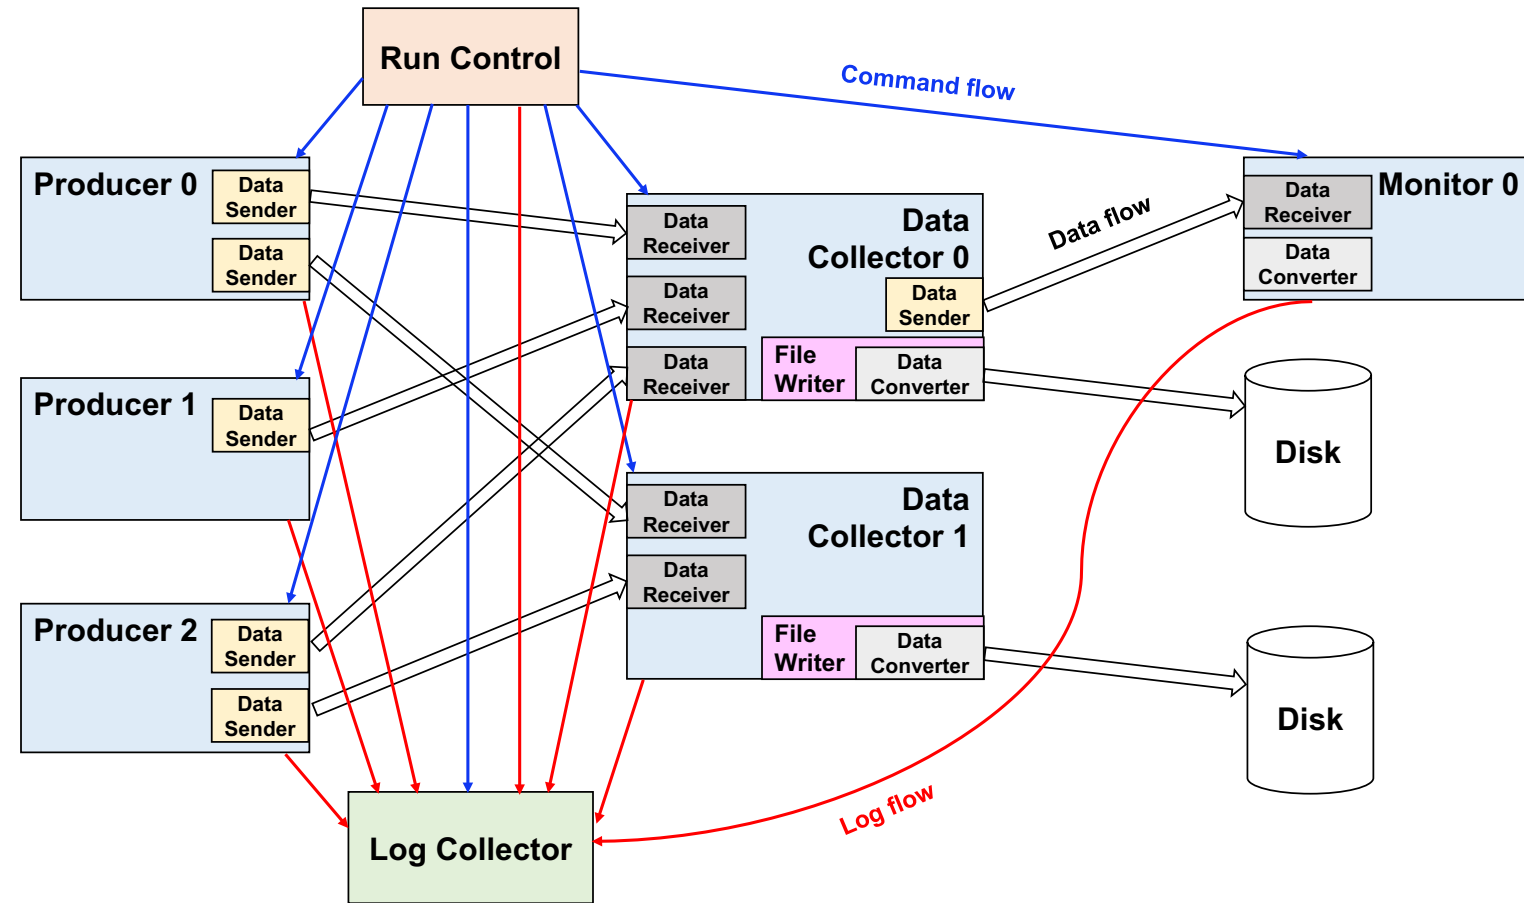 Run Control
Command flow
Producer 0
Data
Sender
Data
Sender
Data
Receiver
Data
Receiver
Data
Receiver
Data
Collector 0
Data
Sender
File
Writer
Data
Converter
Data flow
Monitor 0
Data
Receiver
Data
Converter
Producer 1
Data
Sender
Disk
Data
Receiver
Data
Receiver
Data
Collector 1
File
Writer
Data
Converter
Producer 2
Data
Sender
Data
Sender
Disk
Log flow
Log Collector